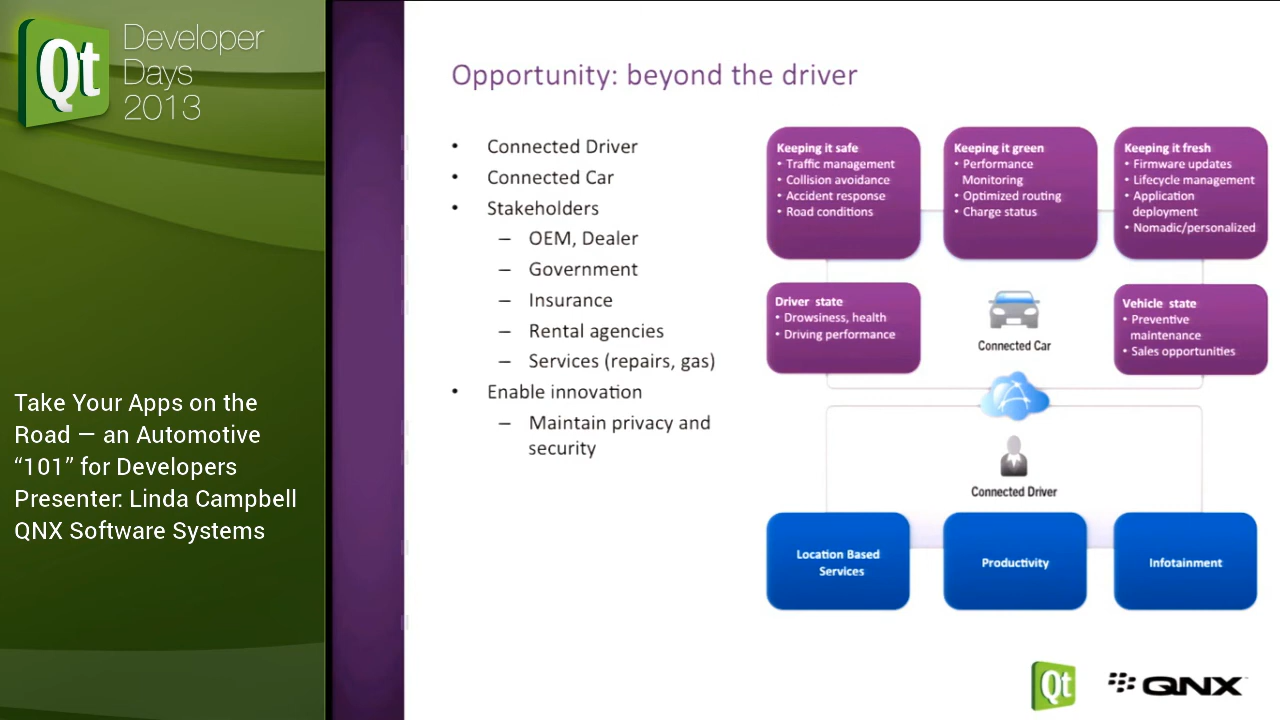 Qt
Developer
Days
2013
Take Your Apps on the
Road — an Automotive
“101” for Developers
Presenter: Linda Campbell
QNX Software Systems
Opportunity: beyond the driver
• Connected Driver
• Connected Car
• Stakeholders
– OEM, Dealer
– Government
– Insurance
– Rental agencies
– Services (repairs, gas)
• Enable innovation
– Maintain privacy and
security
Keeping it safe
• Traffic management
• Collision avoidance
• Accident response
• Road conditions
Keeping it green
• Performance
Monitoring
• Optimized routing
• Charge status
Keeping it fresh
• Firmware updates
• Lifecycle management
• Application
deployment
• Nomadic/personalized
Driver state
• Drowsiness, health
• Driving performance
Connected Car
Vehicle state
• Preventive
maintenance
• Sales opportunities
Connected Driver
Location Based
Services
Productivity
Infotainment
Qt
QNX